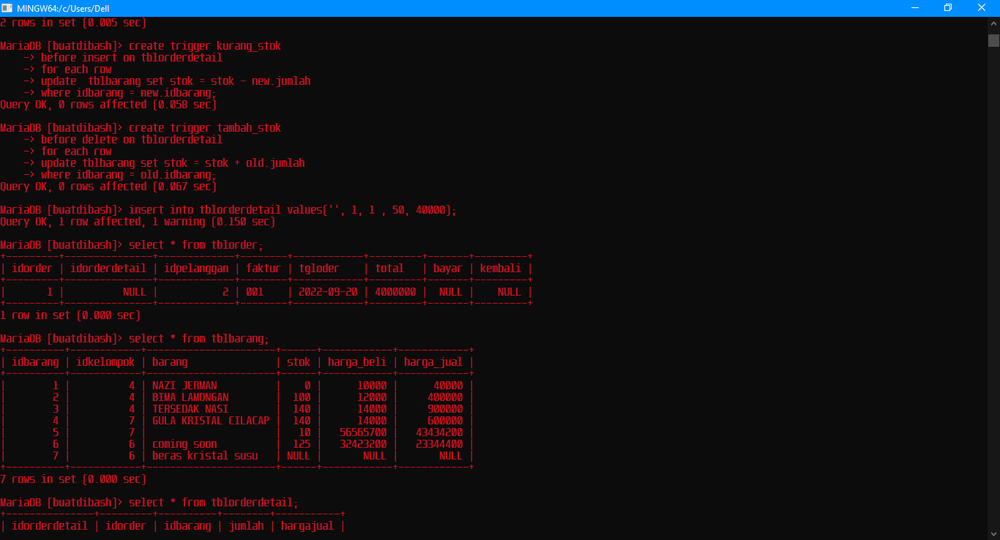 MINGW64:/c/Users/Dell
2 rows in set (0.005 sec)
MariaDB [buatdibash]> create trigger kurang_stok
    -> before insert on tblorderdetail
    -> for each row
    -> update  tblbarang set stok = stok - new.jumlah
    -> where idbarang = new.idbarang;
Query OK, 0 rows affected (0.058 sec)
MariaDB [buatdibash]> create trigger tambah_stok
    -> before delete on tblorderdetail
    -> for each row
    -> update tblbarang set stok = stok + old.jumlah
    -> where idbarang = old.idbarang;
Query OK, 0 rows affected (0.067 sec)
MariaDB [buatdibash]> insert into tblorderdetail values('', 1, 1 , 50, 40000);
Query OK, 1 row affected, 1 warning (0.150 sec)
MariaDB [buatdibash]> select * from tblorder;
+---------+---------------+-------------+--------+------------+---------+-------+---------+
| idorder | idorderdetail | idpelanggan | faktur | tgloder    | total   | bayar | kembali |
+---------+---------------+-------------+--------+------------+---------+-------+---------+
|       1 |          NULL |           2 | 001    | 2022-09-20 | 4000000 |  NULL |    NULL |
+---------+---------------+-------------+--------+------------+---------+-------+---------+
1 row in set (0.000 sec)
MariaDB [buatdibash]> select * from tblbarang;
+----------+------------+----------------------+------+------------+------------+
| idbarang | idkelompok | barang               | stok | harga_beli | harga_jual |
+----------+------------+----------------------+------+------------+------------+
|        1 |          4 | NAZI JERMAN          |    0 |      10000 |      40000 |
|        2 |          4 | BIMA LAMONGAN        |  100 |      12000 |     400000 |
|        3 |          4 | TERSEDAK NASI        |  140 |      14000 |     900000 |
|        4 |          7 | GULA KRISTAL CILACAP |  140 |      14000 |     600000 |
|        5 |          7 |                      |   10 |   56565700 |   43434200 |
|        6 |          6 | coming soon          |  125 |   32423200 |   23344400 |
|        7 |          6 | beras kristal susu   | NULL |       NULL |       NULL |
+----------+------------+----------------------+------+------------+------------+
7 rows in set (0.000 sec)
MariaDB [buatdibash]> select * from tblorderdetail;
+---------------+---------+----------+--------+-----------+
| idorderdetail | idorder | idbarang | jumlah | hargajual |